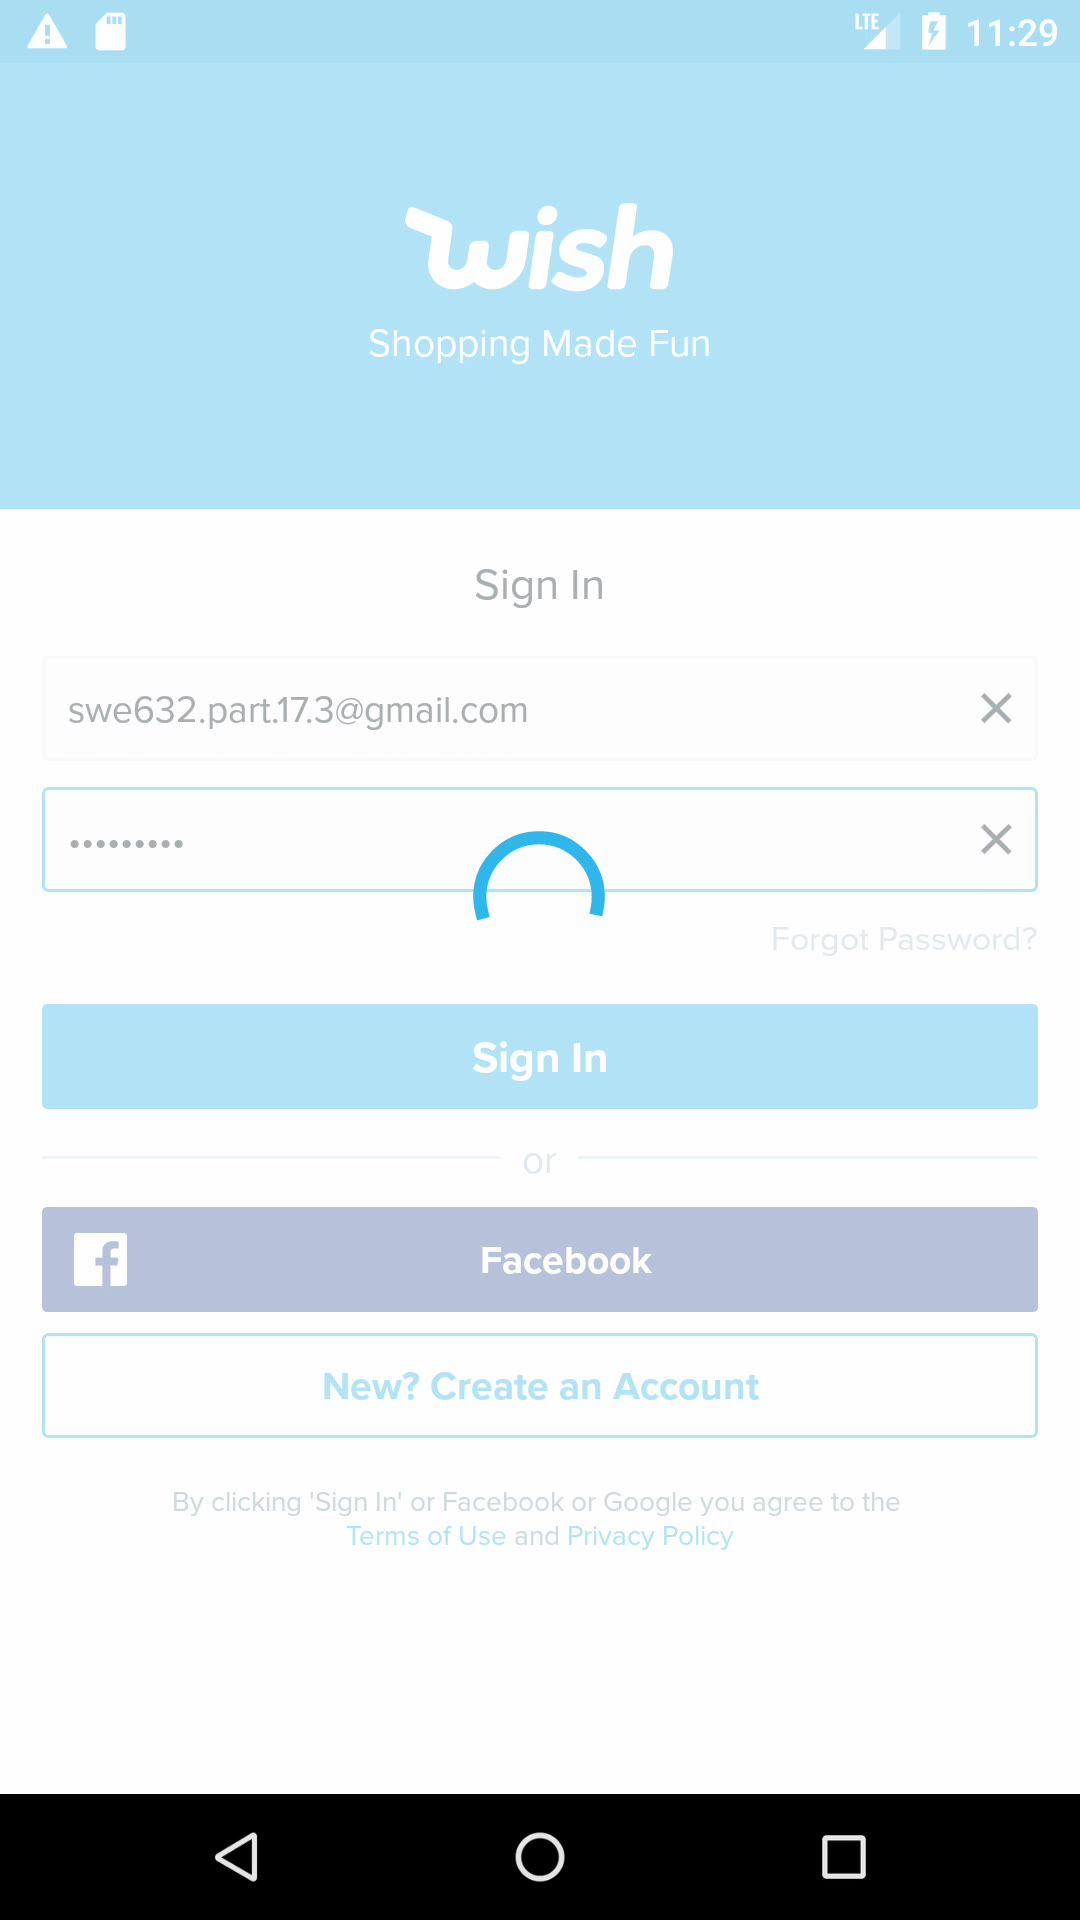 LTE 11:29
wish
Shopping Made Fun
Sign In
swe632.part.17.3@gmail.com
•••••••••
Forgot Password?
Sign In
or
Facebook
New? Create an Account
By clicking 'Sign In' or Facebook or Google you agree to the
Terms of Use and Privacy Policy